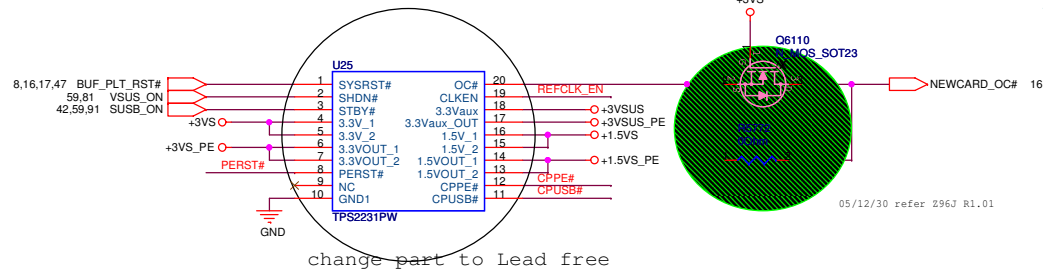 +3VS
Q6110
N_MOS_SOT23
U25
8,16,17,47 BUF_PLT_RST#
59,81 VSUS_ON
42,59,91 SUSB_ON
1 SYSRST# OC# 20
2 SHDN# CLKEN 19 REFCLK_EN
3 STBY# 3.3Vaux 18 +3VSUS
+3VS 4 3.3V_1 3.3Vaux_OUT 17 +3VSUS_PE
5 3.3V_2 1.5V_1 16 +1.5VS
+3VS_PE 6 3.3VOUT_1 1.5V_2 15
7 3.3VOUT_2 1.5VOUT_1 14 +1.5VS_PE
PERST# 8 PERST# 1.5VOUT_2 13
9 NC CPPE# 12 CPPE#
10 GND1 CPUSB# 11 CPUSB#
TPS2231PW
GND
NEWCARD_OC# 16
05/12/30 refer Z96J R1.01
change part to Lead free